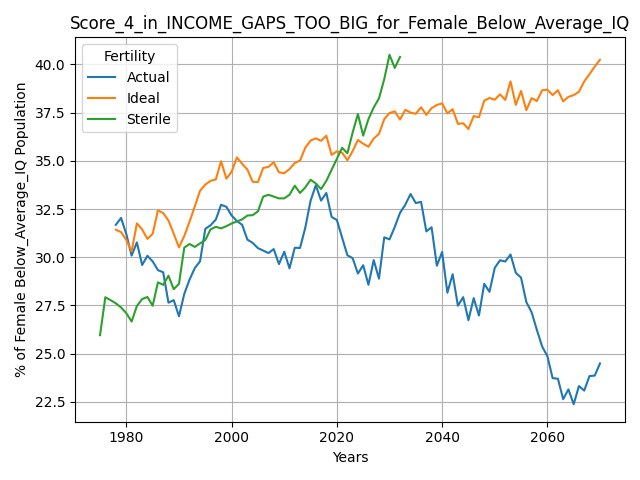 Score_4_in_INCOME_GAPS_TOO_BIG_for_Female_Below_Average_IQ
Fertility
Actual
Ideal
Sterile
% of Female Below_Average_IQ Population
40.0
37.5
35.0
32.5
30.0
27.5
25.0
22.5
1980 2000 2020 2040 2060
Years